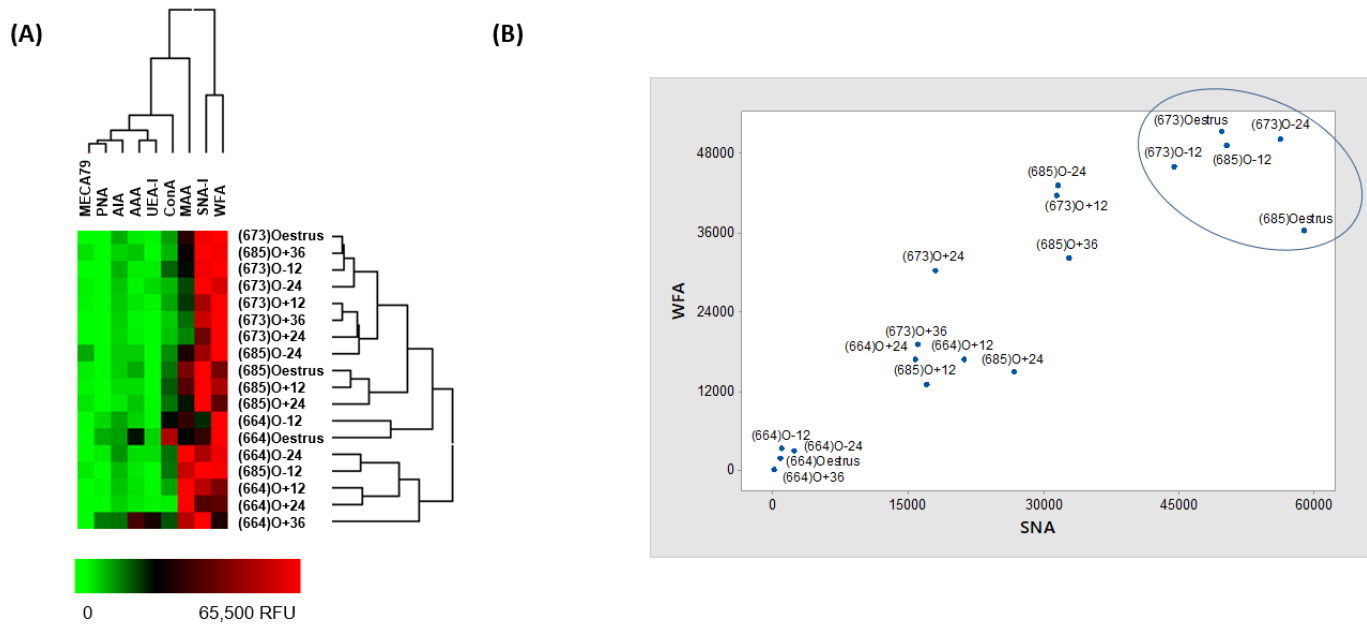 (A)
MECA79
PNA
AIA
AAA
UEA-I
ConA
MAA
SNA-I
WFA
(673)Oestrus
(685)O+36
(673)O-12
(673)O-24
(673)O+12
(673)O+36
(673)O+24
(685)O-24
(685)Oestrus
(685)O+12
(685)O+24
(664)O-12
(664)Oestrus
(664)O-24
(685)O-12
(664)O+12
(664)O+24
(664)O+36
0 65,500 RFU
(B)
WFA
48000
36000
24000
12000
0
(673)Oestrus
(673)O-24
(673)O-12
(685)O-12
(685)O-24
(673)O+12
(685)Oestrus
(685)O+36
(673)O+24
(673)O+36
(664)O+24
(664)O+12
(685)O+12
(685)O+24
(664)O-12
(664)O-24
(664)Oestrus
(664)O+36
0 15000 30000 45000 60000
SNA